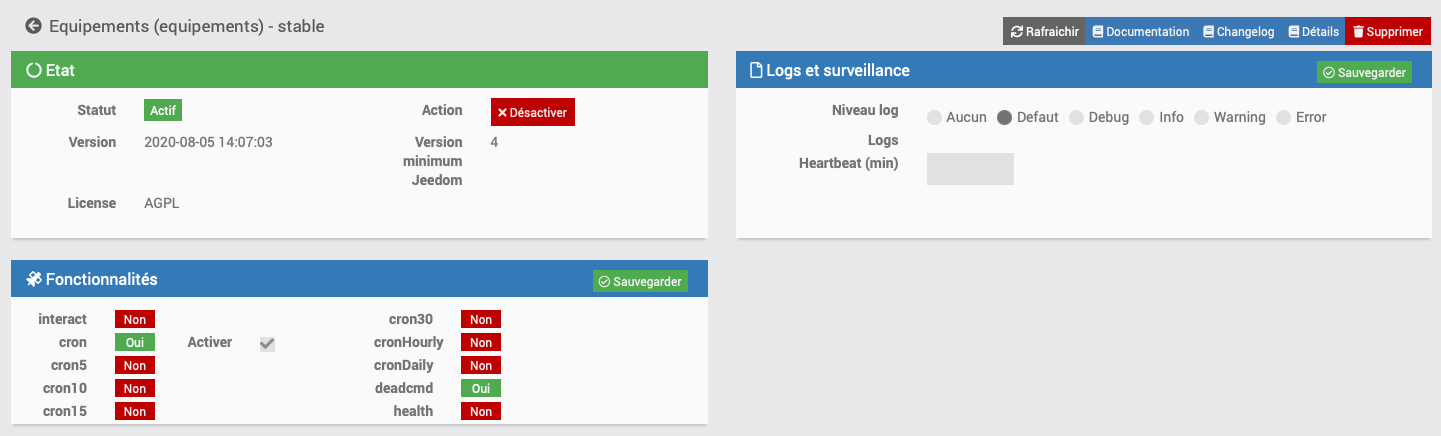 Equipements (equipements) - stable
Rafraichir Documentation Changelog Détails Supprimer
Etat
Statut Actif Action Désactiver
Version 2020-08-05 14:07:03 Version minimum Jeedom 4
License AGPL
Logs et surveillance Sauvegarder
Niveau log Aucun Defaut Debug Info Warning Error
Logs
Heartbeat (min)
Fonctionnalités Sauvegarder
interact Non cron30 Non
cron Oui Activer cronHourly Non
cron5 Non cronDaily Non
cron10 Non deadcmd Oui
cron15 Non health Non